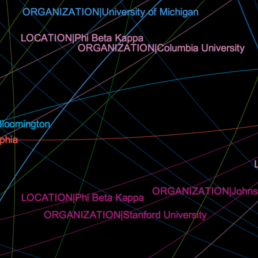 ORGANIZATION|University of Michigan
LOCATION|Phi Beta Kappa
ORGANIZATION|Columbia University
Bloomington
phia
L
ORGANIZATION|Johns
LOCATION|Phi Beta Kappa
ORGANIZATION|Stanford University